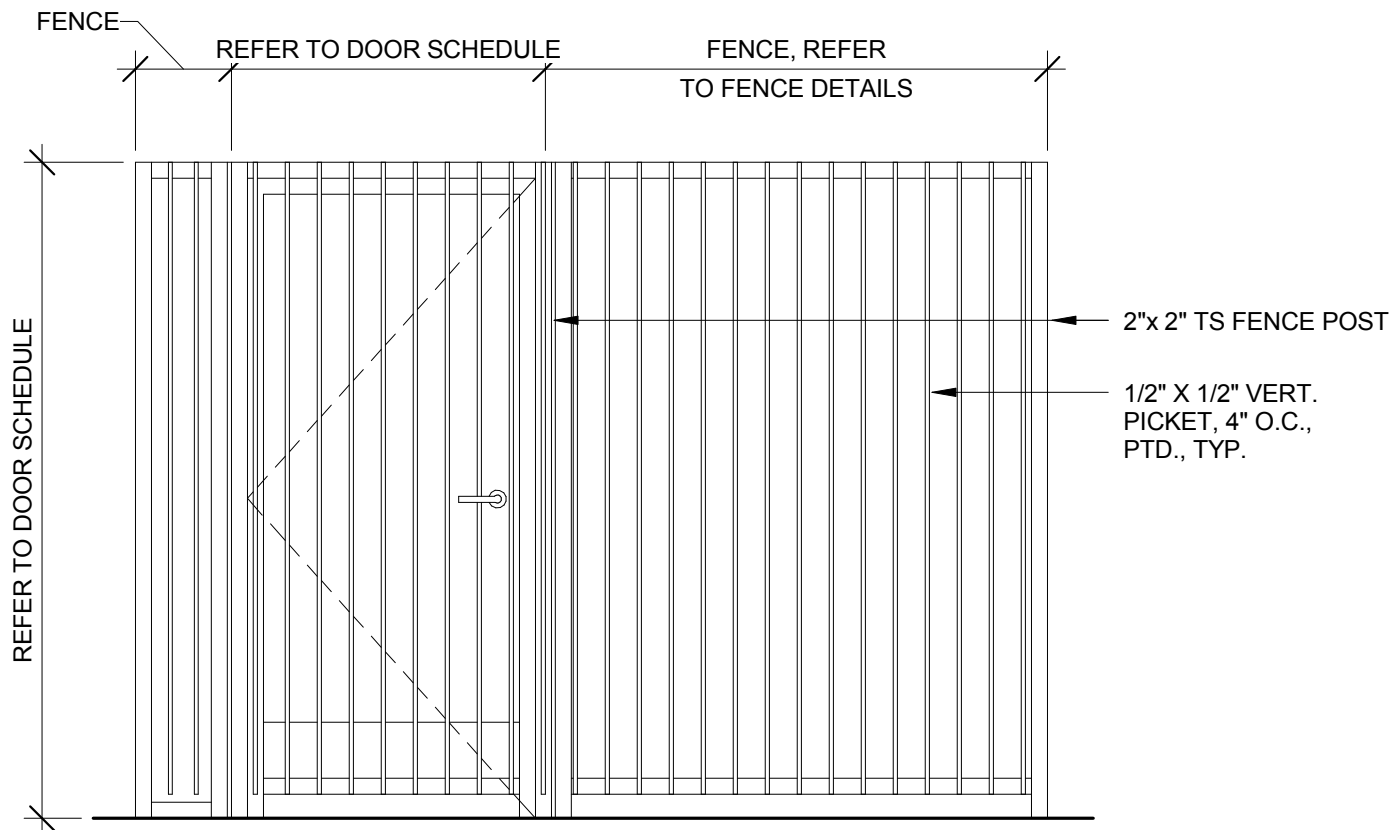 FENCE
REFER TO DOOR SCHEDULE
FENCE, REFER
TO FENCE DETAILS
REFER TO DOOR SCHEDULE
2"x 2" TS FENCE POST
1/2" X 1/2" VERT.
PICKET, 4" O.C.,
PTD., TYP.